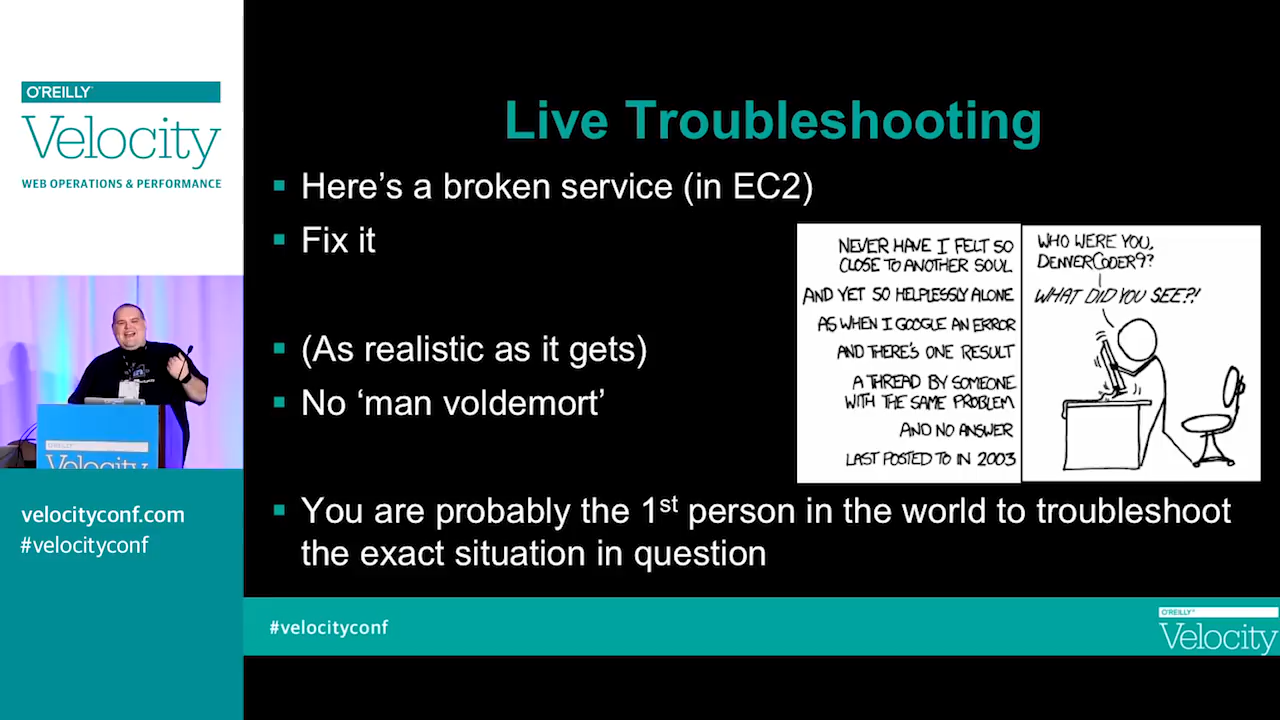 O'REILLY
Velocity
WEB OPERATIONS & PERFORMANCE
O'REILLY
Velocity
velocityconf.com
#velocityconf
Live Troubleshooting
Here's a broken service (in EC2)
Fix it
(As realistic as it gets)
No ‘man voldemort’
You are probably the 1st person in the world to troubleshoot
the exact situation in question
NEVER HAVE I FELT SO
CLOSE TO ANOTHER SOUL
AND YET SO HELPLESSLY ALONE
AS WHEN I GOOGLE AN ERROR
AND THERE'S ONE RESULT
A THREAD BY SOMEONE
WITH THE SAME PROBLEM
AND NO ANSWER
LAST POSTED TO IN 2003
WHO WERE YOU,
DENVERCODER9?
WHAT DID YOU SEE?!
#velocityconf
O'REILLY
Velocity